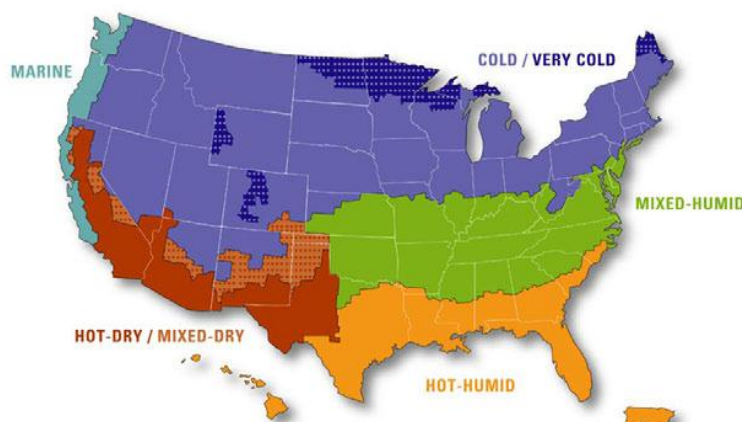 COLD / VERY COLD
MARINE
MIXED-HUMID
HOT-DRY / MIXED-DRY
HOT-HUMID